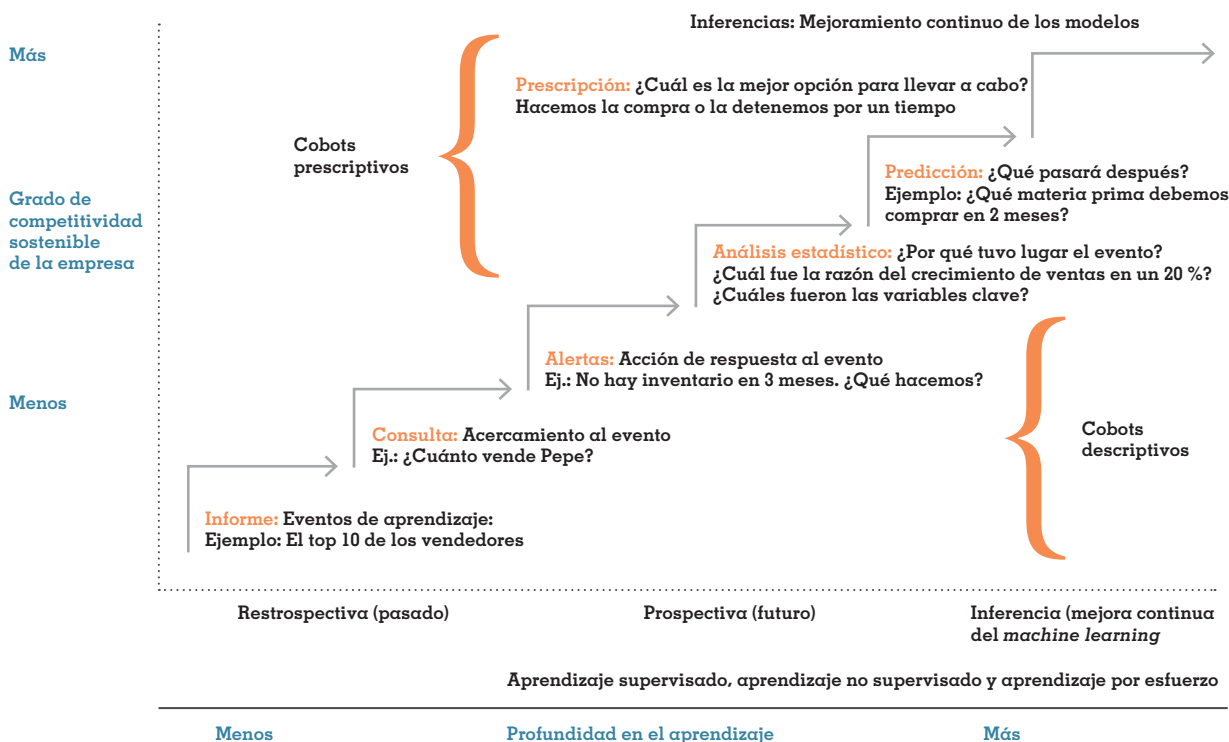 Inferencias: Mejoramiento continuo de los modelos
Más
Prescripción: ¿Cuál es la mejor opción para llevar a cabo?
Hacemos la compra o la detenemos por un tiempo
Cobots
prescriptivos
Predicción: ¿Qué pasará después?
Ejemplo: ¿Qué materia prima debemos
comprar en 2 meses?
Grado de
competitividad
sostenible
de la empresa
Análisis estadístico: ¿Por qué tuvo lugar el evento?
¿Cuál fue la razón del crecimiento de ventas en un 20 %?
¿Cuáles fueron las variables clave?
Alertas: Acción de respuesta al evento
Ej.: No hay inventario en 3 meses. ¿Qué hacemos?
Menos
Consulta: Acercamiento al evento
Ej.: ¿Cuánto vende Pepe?
Cobots
descriptivos
Informe: Eventos de aprendizaje:
Ejemplo: El top 10 de los vendedores
Restrospectiva (pasado)
Prospectiva (futuro)
Inferencia (mejora continua
del machine learning
Aprendizaje supervisado, aprendizaje no supervisado y aprendizaje por esfuerzo
Menos
Profundidad en el aprendizaje
Más